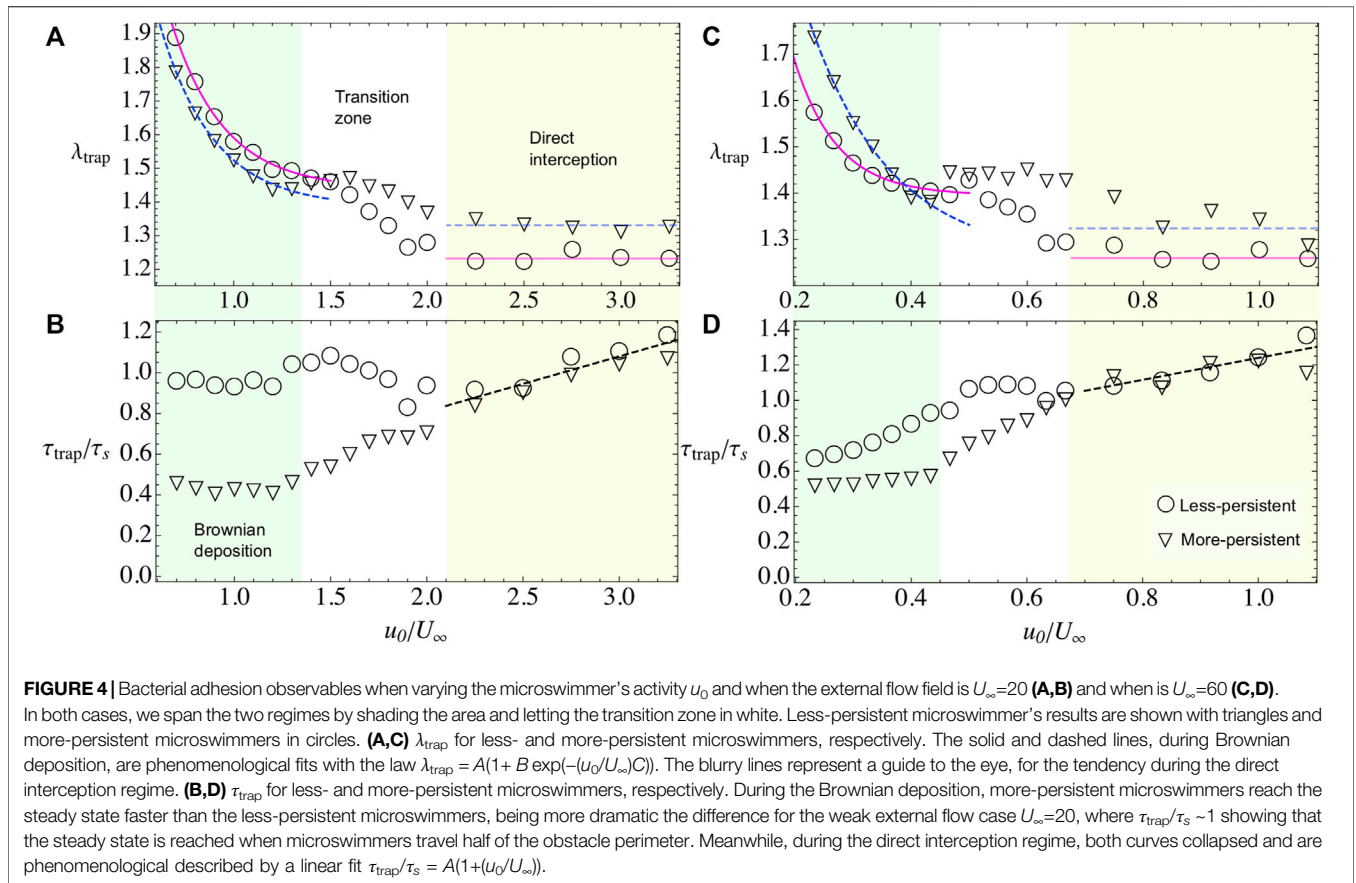 A
1.9
1.8
1.7
1.6
1.5
1.4
1.3
1.2
λtrap
Transition
zone
Direct
interception
1.0
1.5
2.0
2.5
3.0
C
1.7
1.6
1.5
1.4
1.3
λtrap
0.2
0.4
0.6
0.8
1.0
B
1.2
1.0
0.8
0.6
0.4
0.2
0.0
τtrap/τs
Brownian
deposition
1.0
1.5
2.0
2.5
3.0
u0/U∞
D
1.4
1.2
1.0
0.8
0.6
0.4
0.2
0.0
τtrap/τs
Less-persistent
More-persistent
0.2
0.4
0.6
0.8
1.0
u0/U∞
FIGURE 4 | Bacterial adhesion observables when varying the microswimmer's activity u0 and when the external flow field is U∞=20 (A,B) and when is U∞=60 (C,D).
In both cases, we span the two regimes by shading the area and letting the transition zone in white. Less-persistent microswimmer's results are shown with triangles and
more-persistent microswimmers in circles. (A,C) λtrap for less- and more-persistent microswimmers, respectively. The solid and dashed lines, during Brownian
deposition, are phenomenological fits with the law λtrap = A(1+ B exp(−(u0/U∞)C)). The blurry lines represent a guide to the eye, for the tendency during the direct
interception regime. (B,D) τtrap for less- and more-persistent microswimmers, respectively. During the Brownian deposition, more-persistent microswimmers reach the
steady state faster than the less-persistent microswimmers, being more dramatic the difference for the weak external flow case U∞=20, where τtrap/τs ~1 showing that
the steady state is reached when microswimmers travel half of the obstacle perimeter. Meanwhile, during the direct interception regime, both curves collapsed and are
phenomenological described by a linear fit τtrap/τs = A(1+(u0/U∞)).